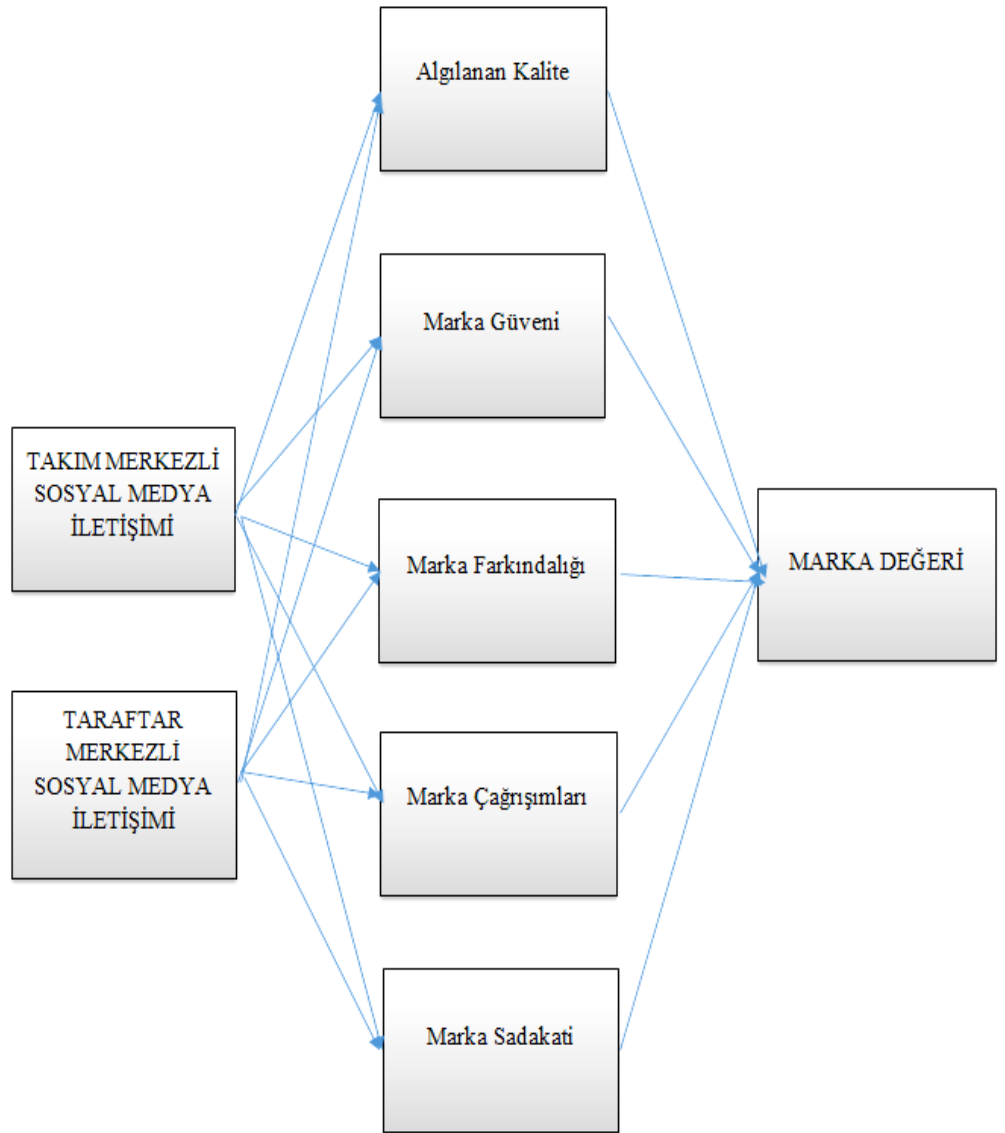 Algılanan Kalite
Marka Güveni
TAKIM MERKEZLİ
SOSYAL MEDYA
İLETİŞİMİ
Marka Farkındalığı
MARKA DEĞERİ
TARAFTAR
MERKEZLİ
SOSYAL MEDYA
İLETİŞİMİ
Marka Çağrışımları
Marka Sadakati